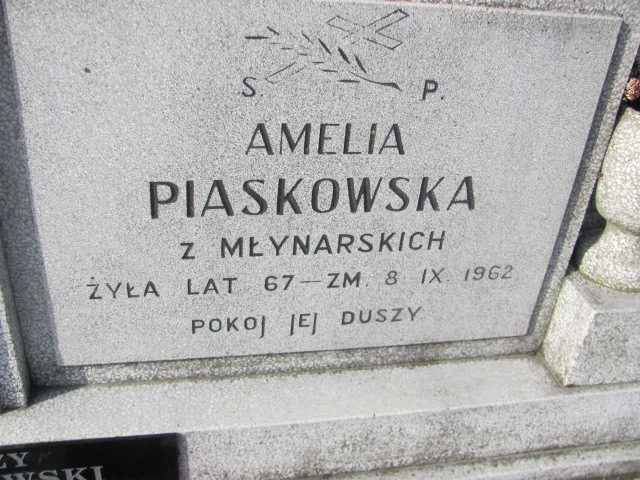 S. P.
AMELIA
PIASKOWSKA
Z MŁYNARSKICH
ŻYŁA LAT 67 — ZM. 8 IX. 1962
POKOJ JEJ DUSZY